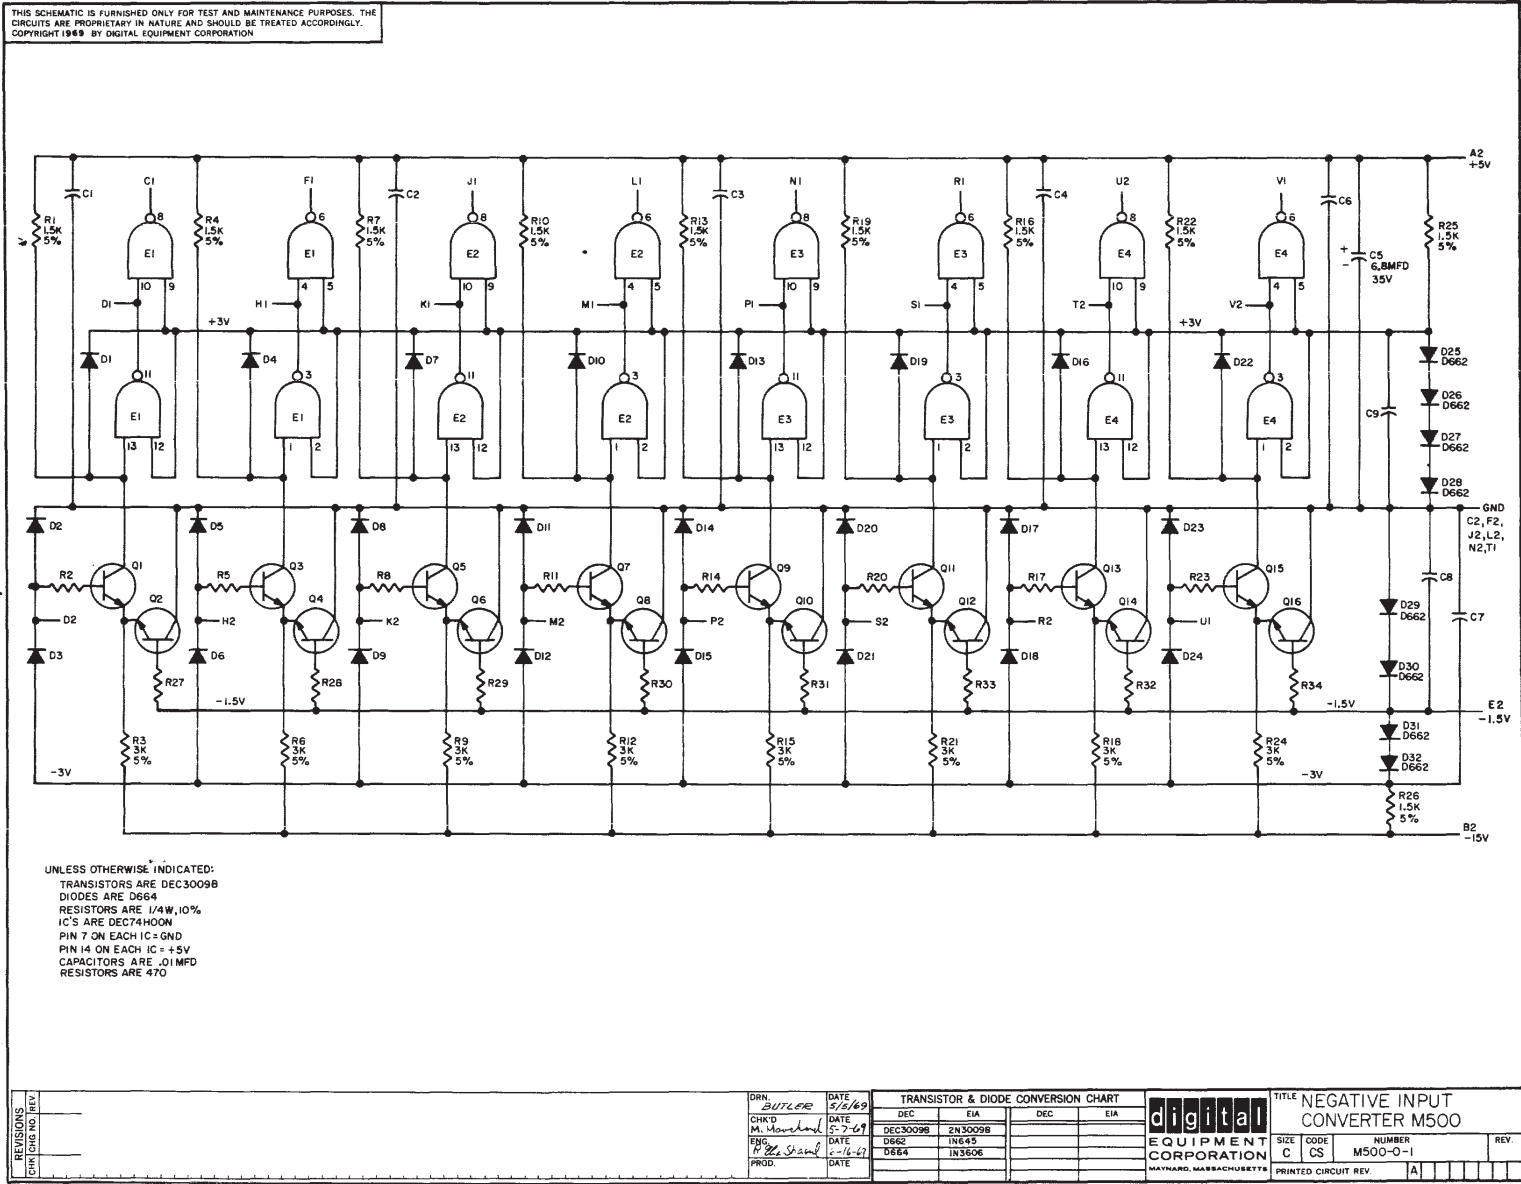 THIS SCHEMATIC IS FURNISHED ONLY FOR TEST AND MAINTENANCE PURPOSES. THE
CIRCUITS ARE PROPRIETARY IN NATURE AND SHOULD BE TREATED ACCORDINGLY.
COPYRIGHT 1969 BY DIGITAL EQUIPMENT CORPORATION
A2
+5V
C1 F1 J1 L1 N1 R1 U2 V1
C1 C2 C3 C4 C6
8 6 8 6 8 6 8 6
R1 1.5K 5%
R4 1.5K 5%
R7 1.5K 5%
R10 1.5K 5%
R13 1.5K 5%
R19 1.5K 5%
R16 1.5K 5%
R22 1.5K 5%
R25 1.5K 5%
E1 E1 E2 E2 E3 E3 E4 E4
+
-
C5
6.8MFD
35V
10 9 4 5 10 9 4 5 10 9 4 5 10 9 4 5
D1 H1 K1 M1 P1 S1 T2 V2
+3V +3V
D1 D4 D7 D10 D13 D19 D16 D22
D25 D662
D26 D662
D27 D662
D28 D662
11 3 11 3 11 3 11 3
E1 E1 E2 E2 E3 E3 E4 E4
C9
13 12 1 2 13 12 1 2 13 12 1 2 13 12 1 2
GND
C2, F2,
J2, L2,
N2, T1
D2 D5 D8 D11 D14 D20 D17 D23
Q1 Q3 Q5 Q7 Q9 Q11 Q13 Q15
R2 R5 R8 R11 R14 R20 R17 R23
C8
Q2 Q4 Q6 Q8 Q10 Q12 Q14 Q16
D29 D662
C7
D2 H2 K2 M2 P2 S2 R2 U1
D3 D6 D9 D12 D15 D21 D18 D24
D30 D662
R27 R28 R29 R30 R31 R33 R32 R34
-1.5V -1.5V
E2
-1.5V
D31 D662
R3 3K 5%
R6 3K 5%
R9 3K 5%
R12 3K 5%
R15 3K 5%
R21 3K 5%
R18 3K 5%
R24 3K 5%
D32 D662
-3V -3V
R26 1.5K 5%
B2
-15V
UNLESS OTHERWISE INDICATED:
TRANSISTORS ARE DEC3009B
DIODES ARE D664
RESISTORS ARE 1/4W, 10%
IC'S ARE DEC74H00N
PIN 7 ON EACH IC = GND
PIN 14 ON EACH IC = +5V
CAPACITORS ARE .01MFD
RESISTORS ARE 470
REVISIONS
CHK CHG NO. REV.
DRN. BUTLER DATE 5/5/69
CHK'D DATE 5-7-69
ENG. DATE
PROD. DATE
TRANSISTOR & DIODE CONVERSION CHART
DEC EIA DEC EIA
DEC3009B 2N3009B
D662 1N645
D664 1N3606
digital
EQUIPMENT
CORPORATION
MAYNARD, MASSACHUSETTS
TITLE NEGATIVE INPUT
CONVERTER M500
SIZE CODE NUMBER REV.
C CS M500-0-1
PRINTED CIRCUIT REV. A